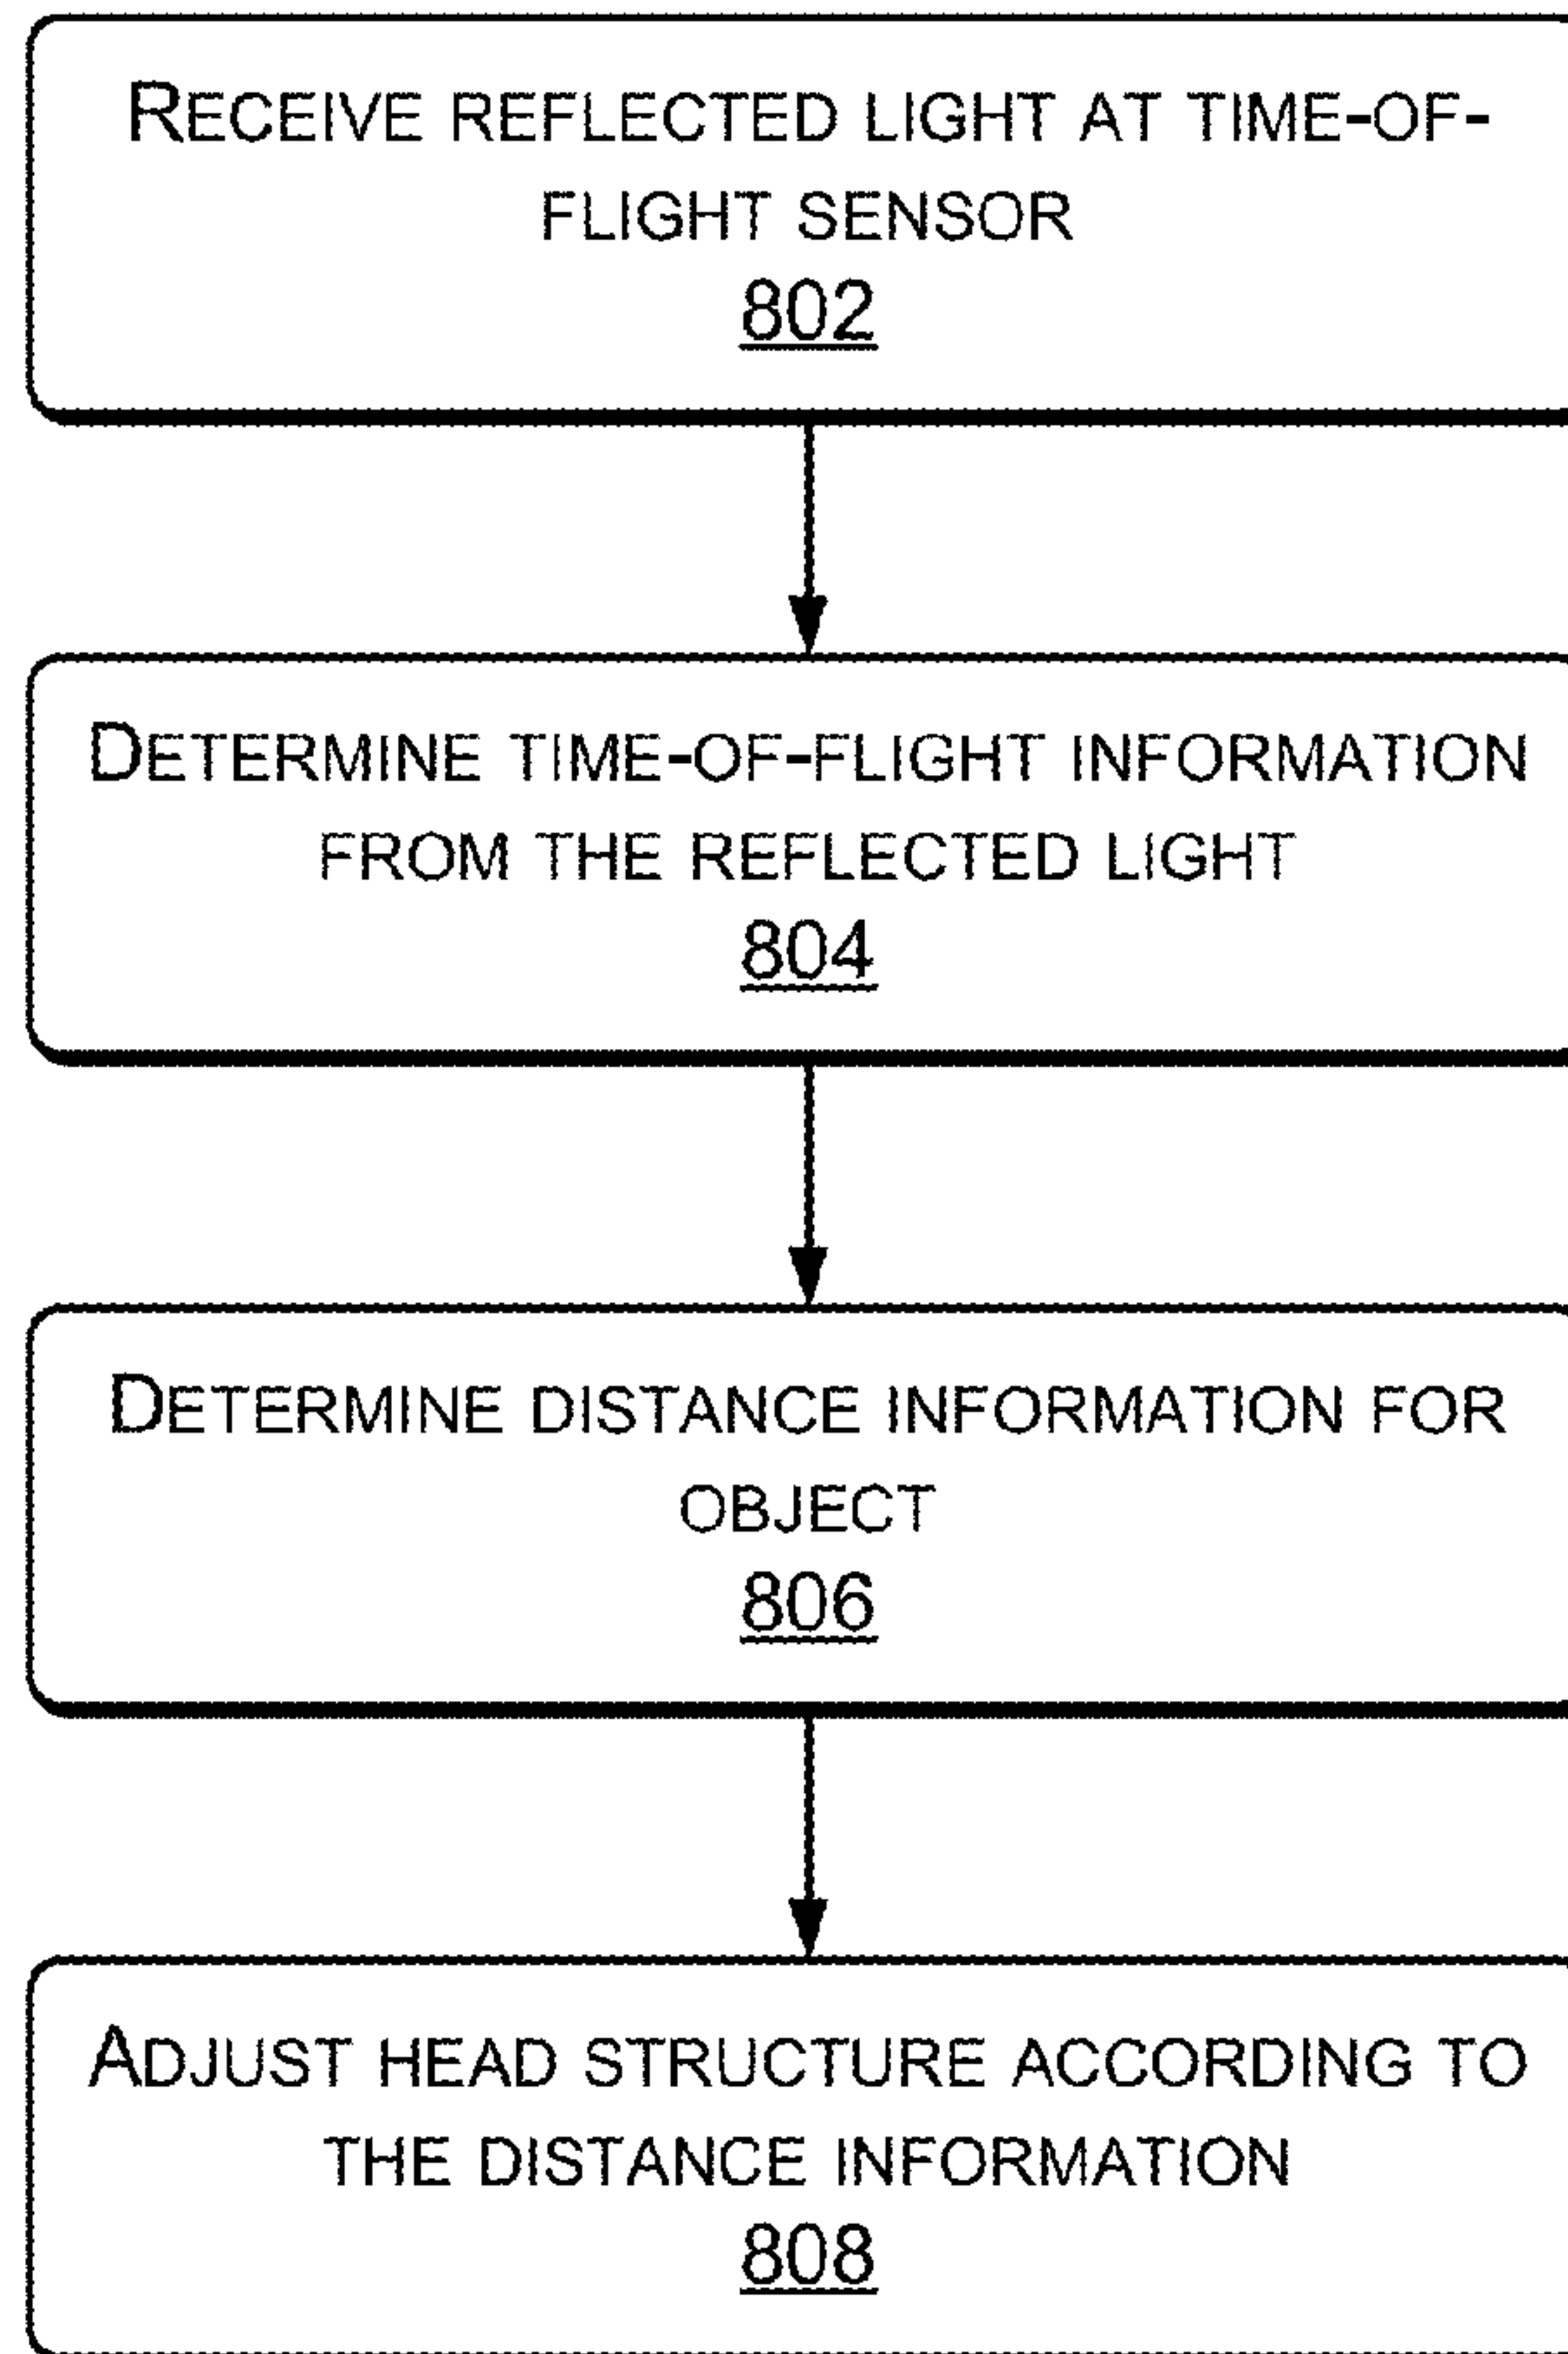 RECEIVE REFLECTED LIGHT AT TIME-OF-
FLIGHT SENSOR
802
DETERMINE TIME-OF-FLIGHT INFORMATION
FROM THE REFLECTED LIGHT
804
DETERMINE DISTANCE INFORMATION FOR
OBJECT
806
ADJUST HEAD STRUCTURE ACCORDING TO
THE DISTANCE INFORMATION
808